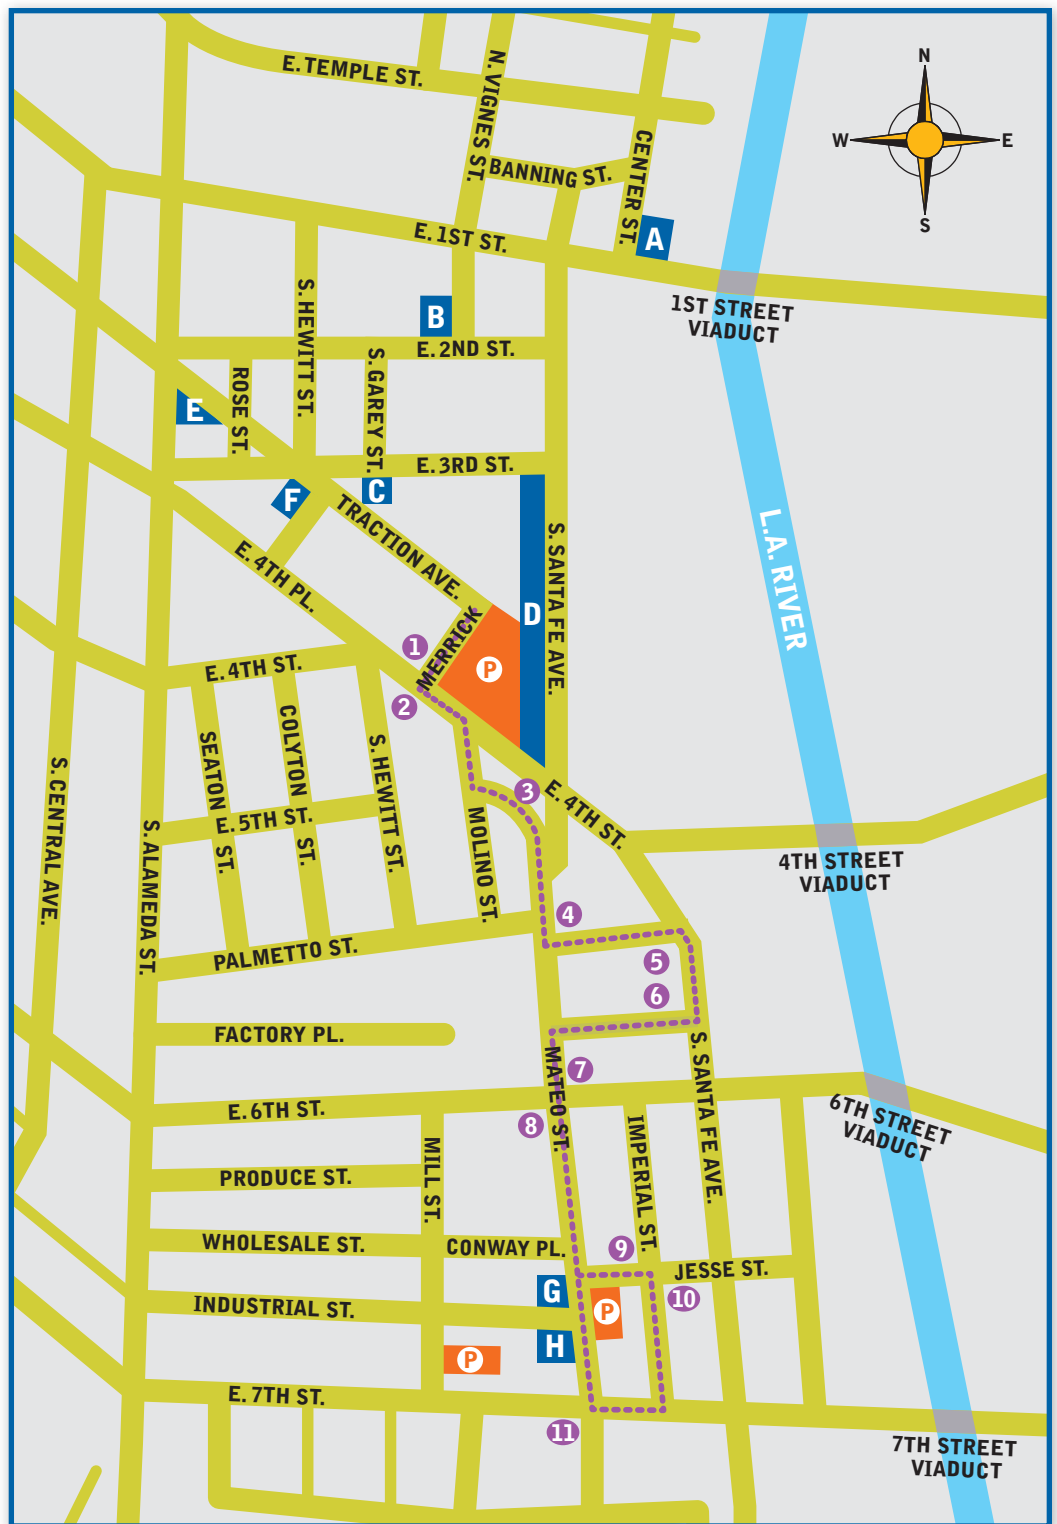 N
W
E
S
E. TEMPLE ST.
N. VIGNES ST.
BANNING ST.
CENTER ST.
A
E. 1ST ST.
1ST STREET
VIADUCT
B
S. HEWITT ST.
E. 2ND ST.
S. GAREY ST.
ROSE ST.
E
E. 3RD ST.
C
F
TRACTION AVE.
S. SANTA FE AVE.
L.A. RIVER
E. 4TH PL.
D
MERRICK
1
P
2
E. 4TH ST.
SEATON ST.
COLYTON ST.
S. HEWITT ST.
S. CENTRAL AVE.
S. ALAMEDA ST.
E. 5TH ST.
MOLINO ST.
3
E. 4TH ST.
4TH STREET
VIADUCT
4
PALMETTO ST.
5
6
FACTORY PL.
MATEO ST.
7
S. SANTA FE AVE.
E. 6TH ST.
8
IMPERIAL ST.
6TH STREET
VIADUCT
MILL ST.
PRODUCE ST.
WHOLESALE ST.
CONWAY PL.
9
JESSE ST.
G
10
P
INDUSTRIAL ST.
H
P
E. 7TH ST.
11
7TH STREET
VIADUCT